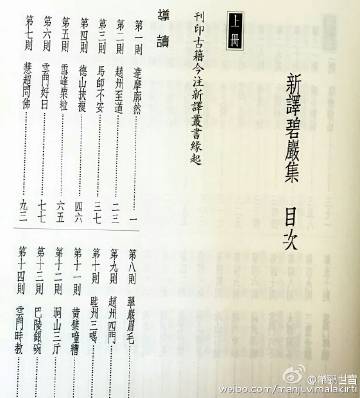 新譯碧巖集　目次
上冊
刊印古籍今注新譯叢書緣起
導讀
第一則　達摩廓然……一
第二則　趙州至道……二三
第三則　馬師不安……三七
第四則　德山挾複……四六
第五則　雪峰粟粒……六五
第六則　雲門好日……七七
第七則　慧超問佛……九三
第八則　翠巖眉毛
第九則　趙州四門
第十則　睦州三喝
第十一則　黃檗噇糟
第十二則　洞山三斤
第十三則　巴陵銀碗
第十四則　雲門時教
weibo.com/manjuvimalakirti